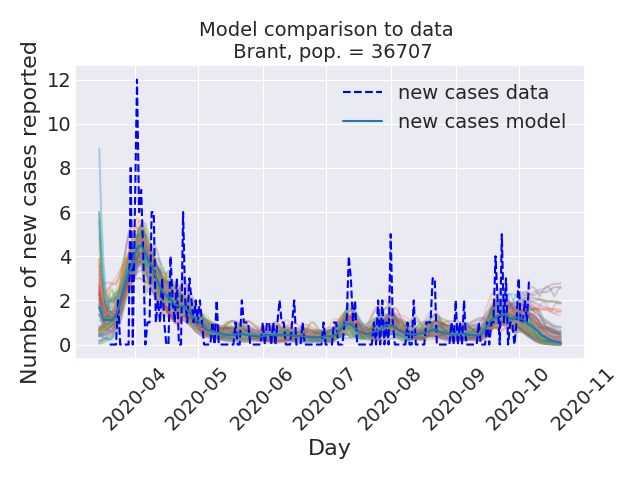 Model comparison to data
Brant, pop. = 36707
Number of new cases reported
12
10
8
6
4
2
0
new cases data
new cases model
2020-04
2020-05
2020-06
2020-07
2020-08
2020-09
2020-10
2020-11
Day